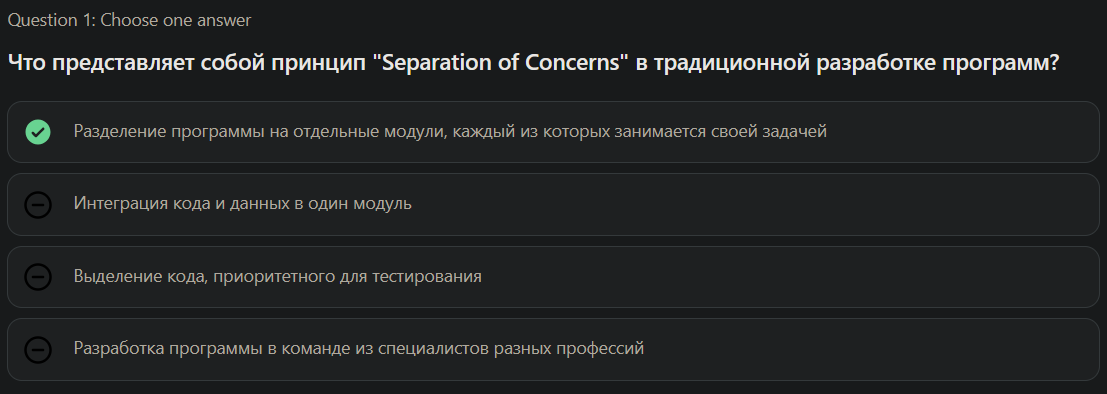 Question 1: Choose one answer
Что представляет собой принцип "Separation of Concerns" в традиционной разработке программ?
Разделение программы на отдельные модули, каждый из которых занимается своей задачей
Интеграция кода и данных в один модуль
Выделение кода, приоритетного для тестирования
Разработка программы в команде из специалистов разных профессий